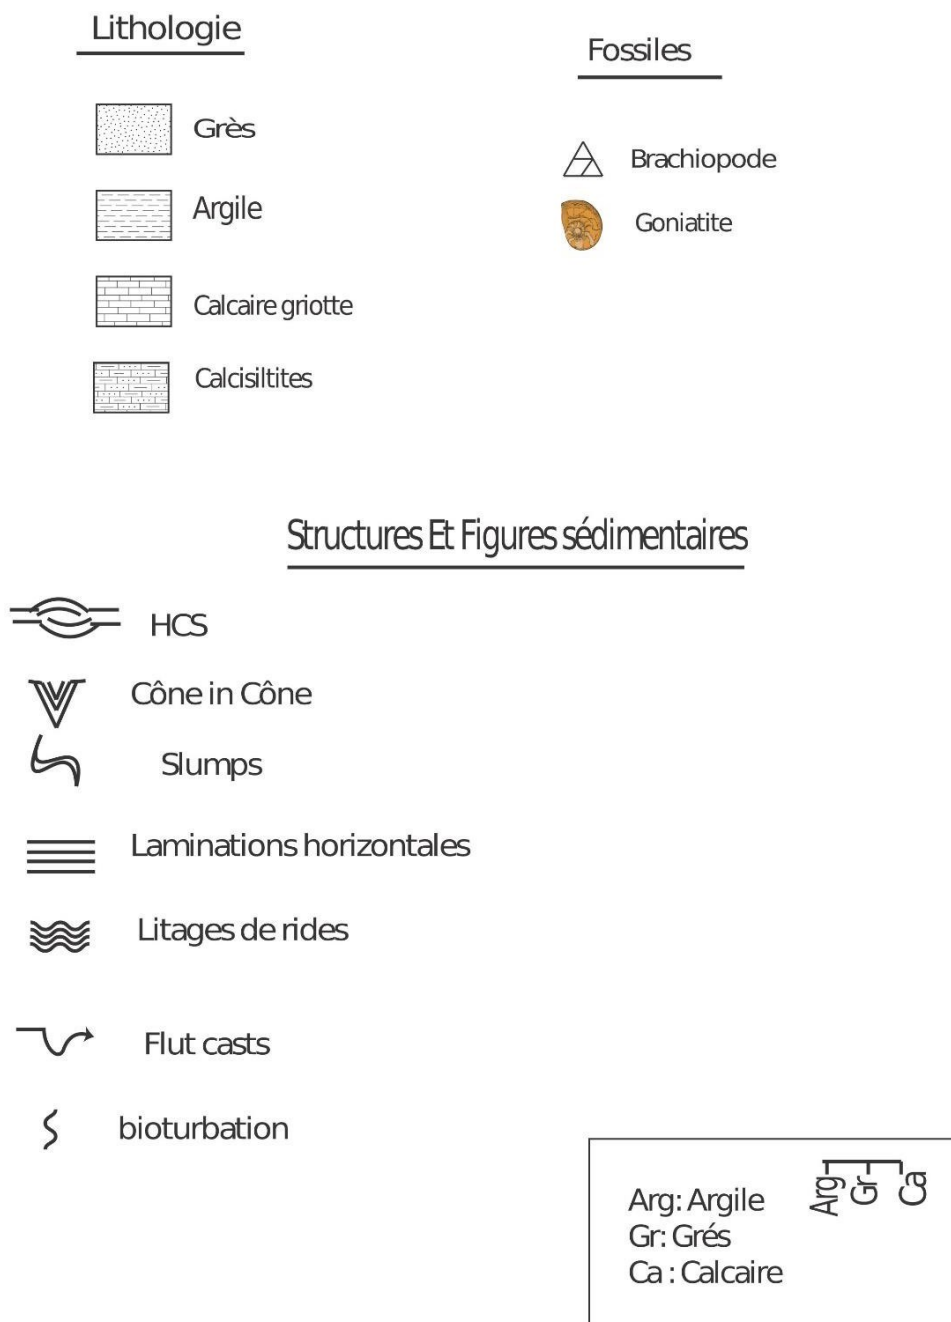 Lithologie
Grès
Argile
Calcaire griotte
Calcisiltites
Fossiles
Brachiopode
Goniatite
Structures Et Figures sédimentaires
HCS
Cône in Cône
Slumps
Laminations horizontales
Litages de rides
Flut casts
bioturbation
Arg: Argile
Gr: Grés
Ca : Calcaire
Arg Gr Ca